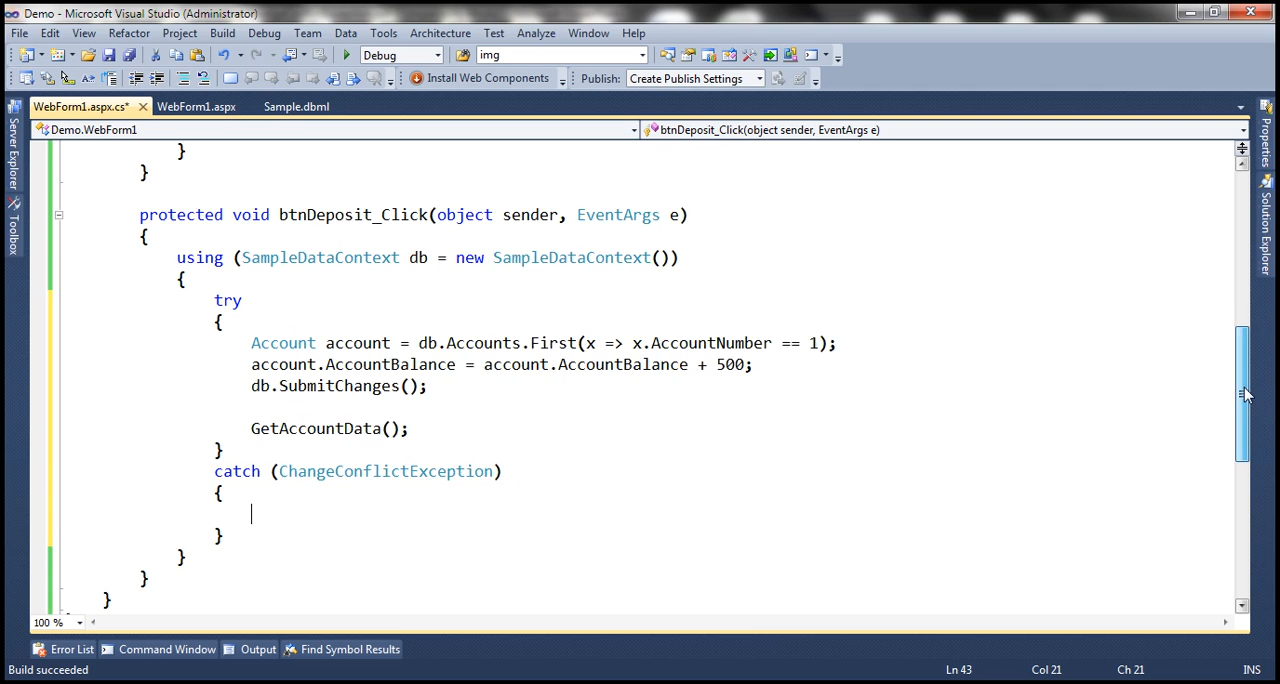 Demo - Microsoft Visual Studio (Administrator)
File Edit View Refactor Project Build Debug Team Data Tools Architecture Test Analyze Window Help
Debug img
Install Web Components Publish: Create Publish Settings
WebForm1.aspx.cs* WebForm1.aspx Sample.dbml
Demo.WebForm1 btnDeposit_Click(object sender, EventArgs e)
Server Explorer
Toolbox
Properties
Solution Explorer
}
}
protected void btnDeposit_Click(object sender, EventArgs e)
{
using (SampleDataContext db = new SampleDataContext())
{
try
{
Account account = db.Accounts.First(x => x.AccountNumber == 1);
account.AccountBalance = account.AccountBalance + 500;
db.SubmitChanges();
GetAccountData();
}
catch (ChangeConflictException)
{
}
}
}
}
100 %
Error List Command Window Output Find Symbol Results
Build succeeded Ln 43 Col 21 Ch 21 INS